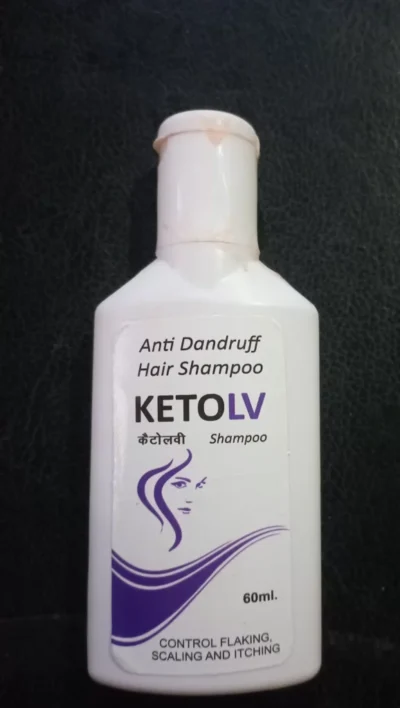 Anti Dandruff
Hair Shampoo
KETOLV
कैटोलवी Shampoo
60ml.
CONTROL FLAKING,
SCALING AND ITCHING